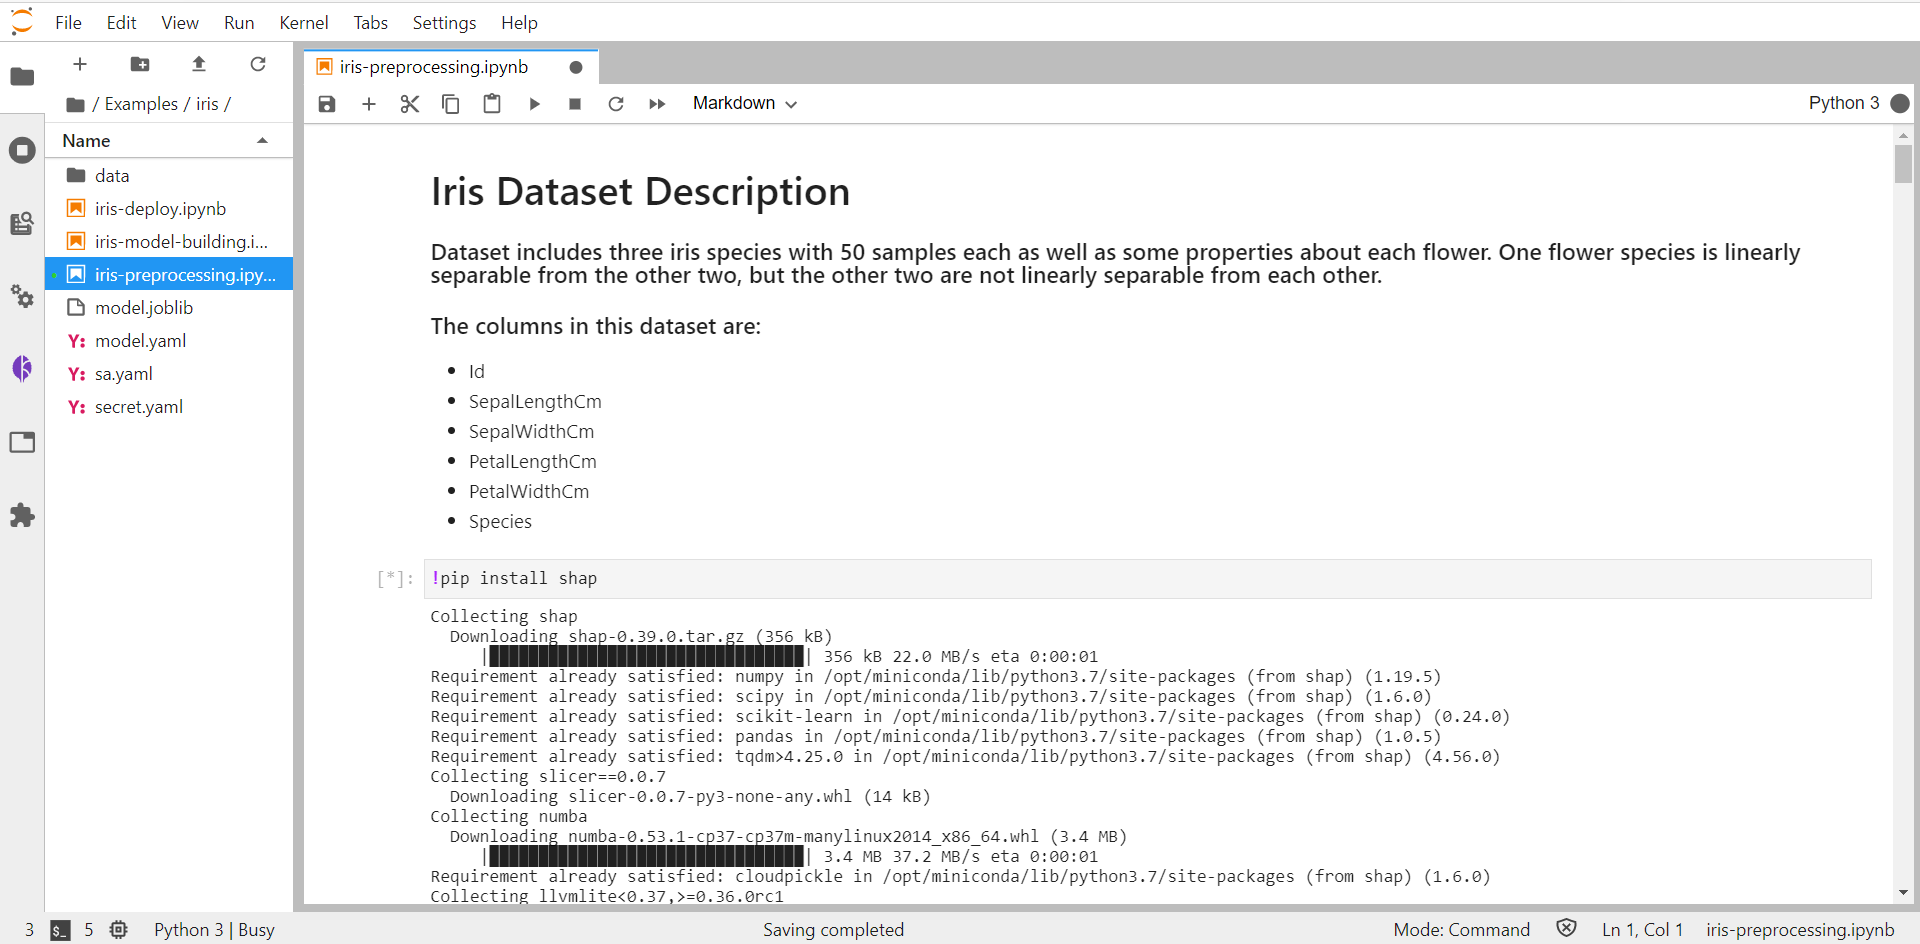 File Edit View Run Kernel Tabs Settings Help
/ Examples / iris /
Name
data
iris-deploy.ipynb
iris-model-building.i...
iris-preprocessing.ipy...
model.joblib
Y: model.yaml
Y: sa.yaml
Y: secret.yaml
iris-preprocessing.ipynb
Markdown
Python 3
Iris Dataset Description
Dataset includes three iris species with 50 samples each as well as some properties about each flower. One flower species is linearly
separable from the other two, but the other two are not linearly separable from each other.
The columns in this dataset are:
• Id
• SepalLengthCm
• SepalWidthCm
• PetalLengthCm
• PetalWidthCm
• Species
[*]: !pip install shap
Collecting shap
Downloading shap-0.39.0.tar.gz (356 kB)
|████████████████████████████████| 356 kB 22.0 MB/s eta 0:00:01
Requirement already satisfied: numpy in /opt/miniconda/lib/python3.7/site-packages (from shap) (1.19.5)
Requirement already satisfied: scipy in /opt/miniconda/lib/python3.7/site-packages (from shap) (1.6.0)
Requirement already satisfied: scikit-learn in /opt/miniconda/lib/python3.7/site-packages (from shap) (0.24.0)
Requirement already satisfied: pandas in /opt/miniconda/lib/python3.7/site-packages (from shap) (1.0.5)
Requirement already satisfied: tqdm>4.25.0 in /opt/miniconda/lib/python3.7/site-packages (from shap) (4.56.0)
Collecting slicer==0.0.7
Downloading slicer-0.0.7-py3-none-any.whl (14 kB)
Collecting numba
Downloading numba-0.53.1-cp37-cp37m-manylinux2014_x86_64.whl (3.4 MB)
|████████████████████████████████| 3.4 MB 37.2 MB/s eta 0:00:01
Requirement already satisfied: cloudpickle in /opt/miniconda/lib/python3.7/site-packages (from shap) (1.6.0)
Collecting llvmlite<0.37,>=0.36.0rc1
3 $_ 5 Python 3 | Busy Saving completed Mode: Command Ln 1, Col 1 iris-preprocessing.ipynb